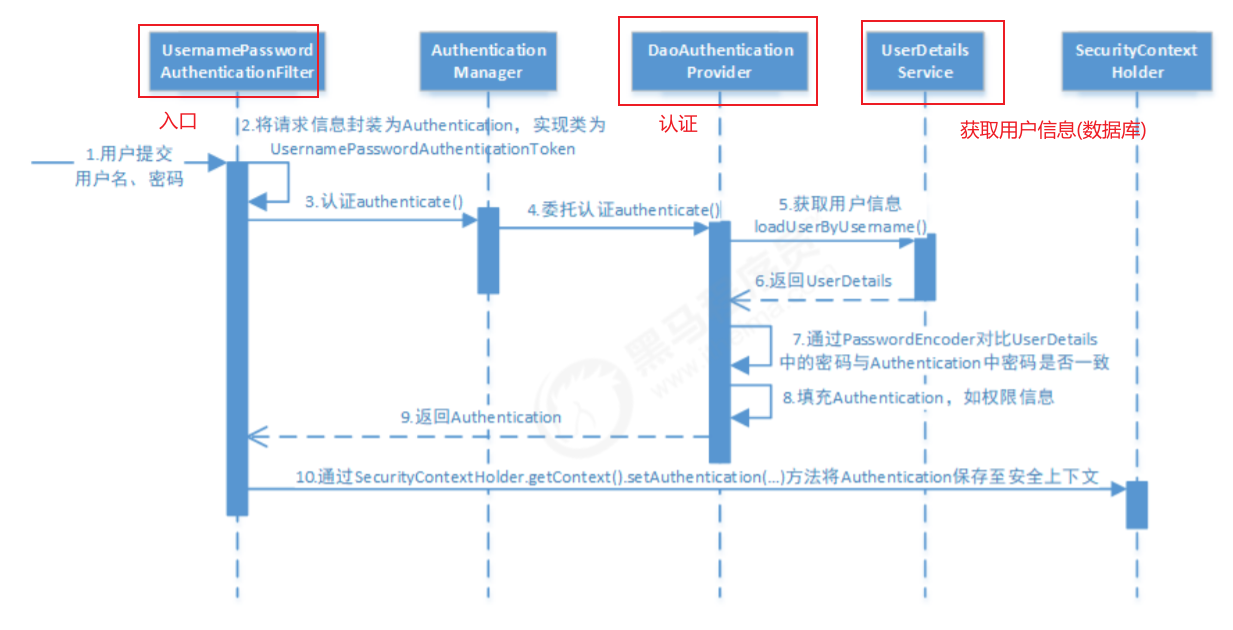 UsernamePassword
AuthenticationFilter
Authentication
Manager
DaoAuthentication
Provider
UserDetails
Service
SecurityContext
Holder
入口
认证
获取用户信息(数据库)
2.将请求信息封装为Authentication，实现类为
UsernamePasswordAuthenticationToken
1.用户提交
用户名、密码
3.认证authenticate()
4.委托认证authenticate()
5.获取用户信息
loadUserByUsername()
6.返回UserDetails
7.通过PasswordEncoder对比UserDetails
中的密码与Authentication中密码是否一致
8.填充Authentication，如权限信息
9.返回Authentication
10.通过SecurityContextHolder.getContext().setAuthentication(...)方法将Authentication保存至安全上下文
黑马程序员